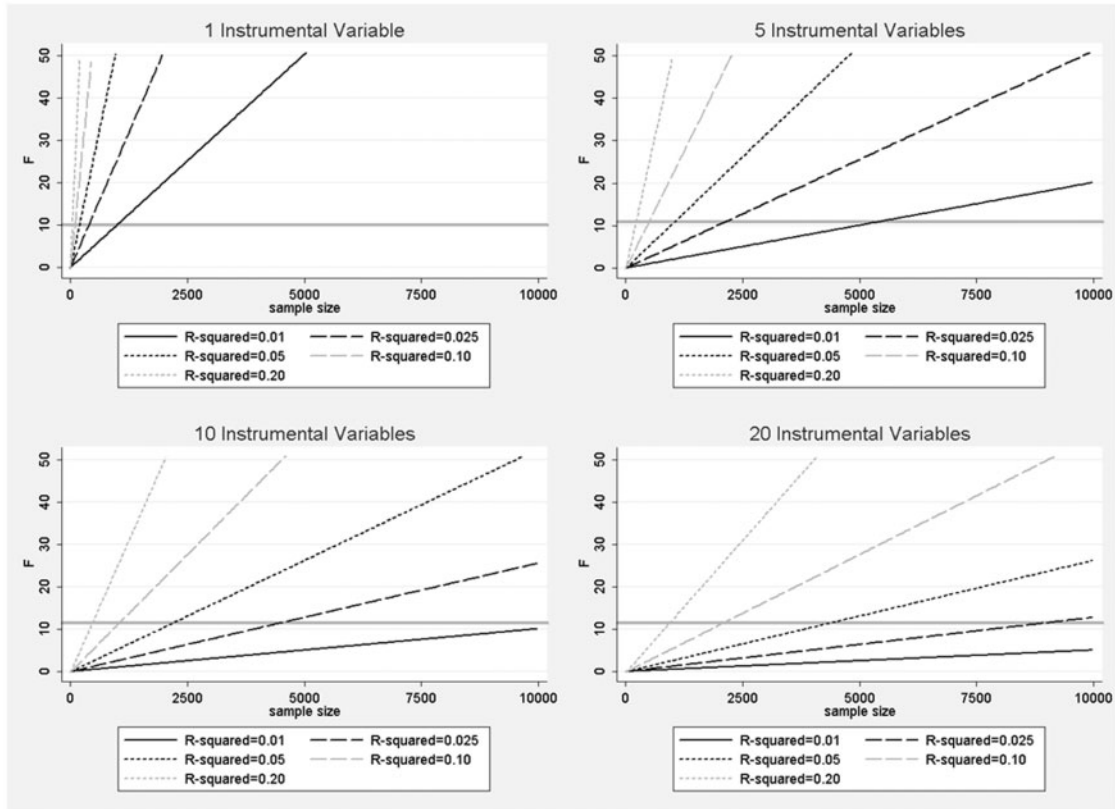 1 Instrumental Variable
50
40
30
20
10
0
F
0 2500 5000 7500 10000
sample size
R-squared=0.01 R-squared=0.025
R-squared=0.05 R-squared=0.10
R-squared=0.20
5 Instrumental Variables
50
40
30
20
10
0
F
0 2500 5000 7500 10000
sample size
R-squared=0.01 R-squared=0.025
R-squared=0.05 R-squared=0.10
R-squared=0.20
10 Instrumental Variables
50
40
30
20
10
0
F
0 2500 5000 7500 10000
sample size
R-squared=0.01 R-squared=0.025
R-squared=0.05 R-squared=0.10
R-squared=0.20
20 Instrumental Variables
50
40
30
20
10
0
F
0 2500 5000 7500 10000
sample size
R-squared=0.01 R-squared=0.025
R-squared=0.05 R-squared=0.10
R-squared=0.20